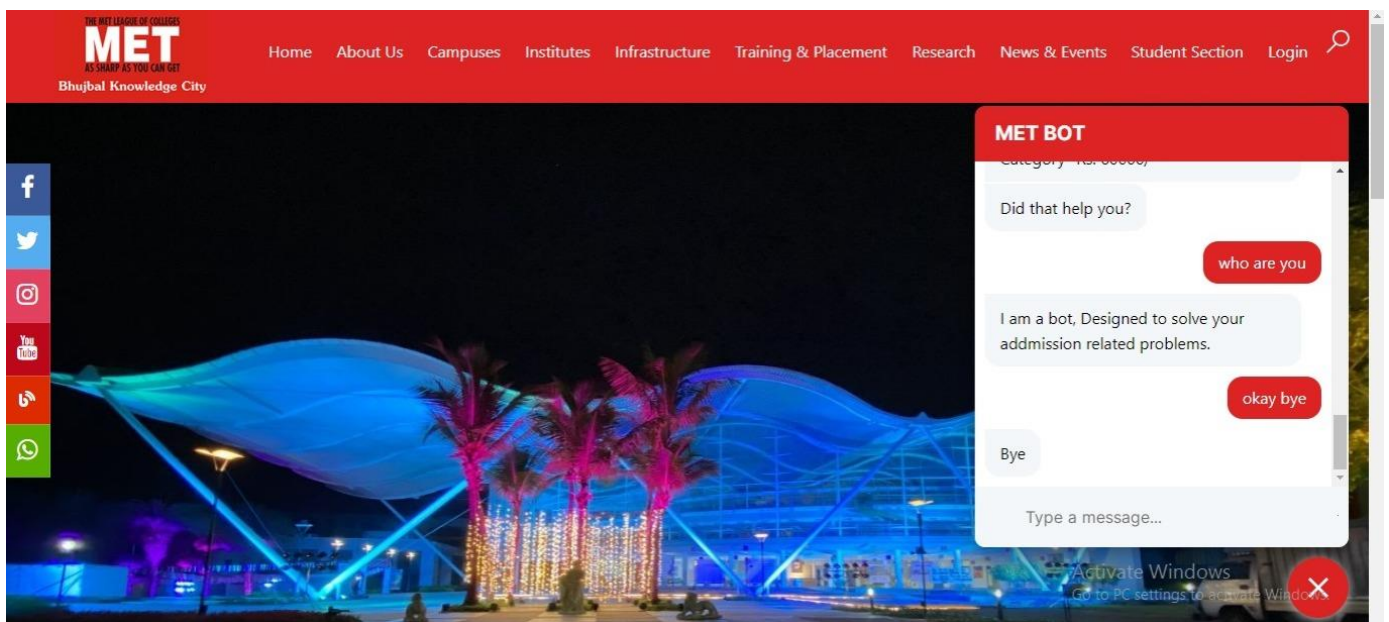 THE MET LEAGUE OF COLLEGES
MET
AS SHARP AS YOU CAN GET
Bhujbal Knowledge City
Home About Us Campuses Institutes Infrastructure Training & Placement Research News & Events Student Section Login
f
You
Tube
MET BOT
Did that help you?
who are you
I am a bot, Designed to solve your
addmission related problems.
okay bye
Bye
Type a message...
Activate Windows
Go to PC settings to activate Windows.